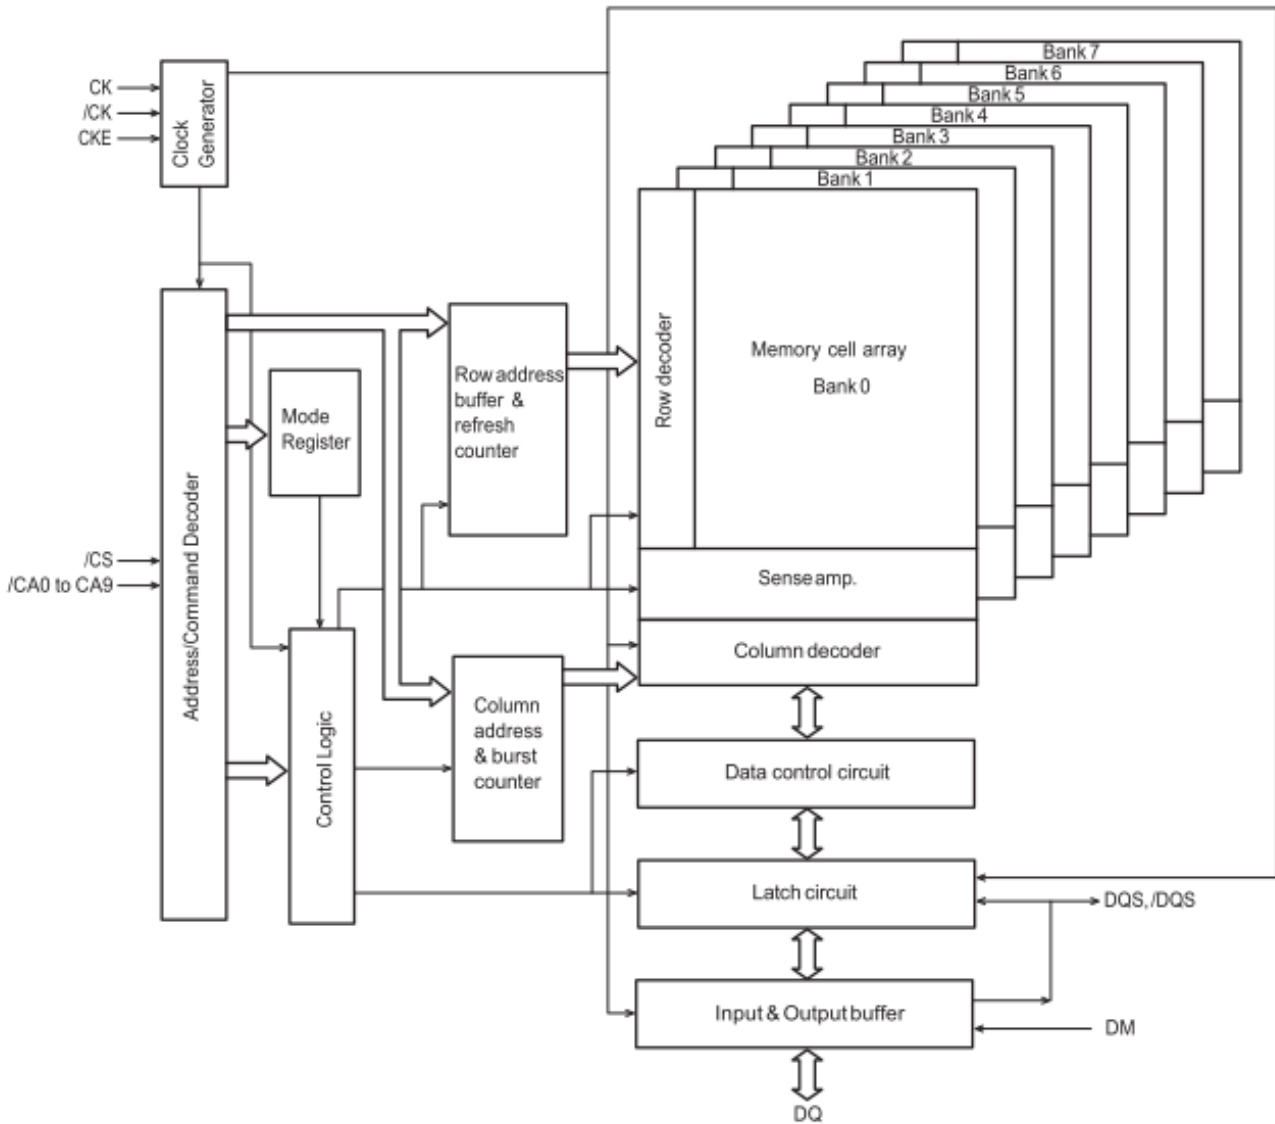 Bank 7
Bank 6
Bank 5
Bank 4
Bank 3
Bank 2
Bank 1
CK
/CK
CKE
Clock
Generator
Row decoder
Memory cell array
Bank 0
Row address
buffer &
refresh
counter
Mode
Register
Address/Command Decoder
/CS
/CA0 to CA9
Sense amp.
Column decoder
Control Logic
Column
address
& burst
counter
Data control circuit
Latch circuit
DQS, /DQS
Input & Output buffer
DM
DQ